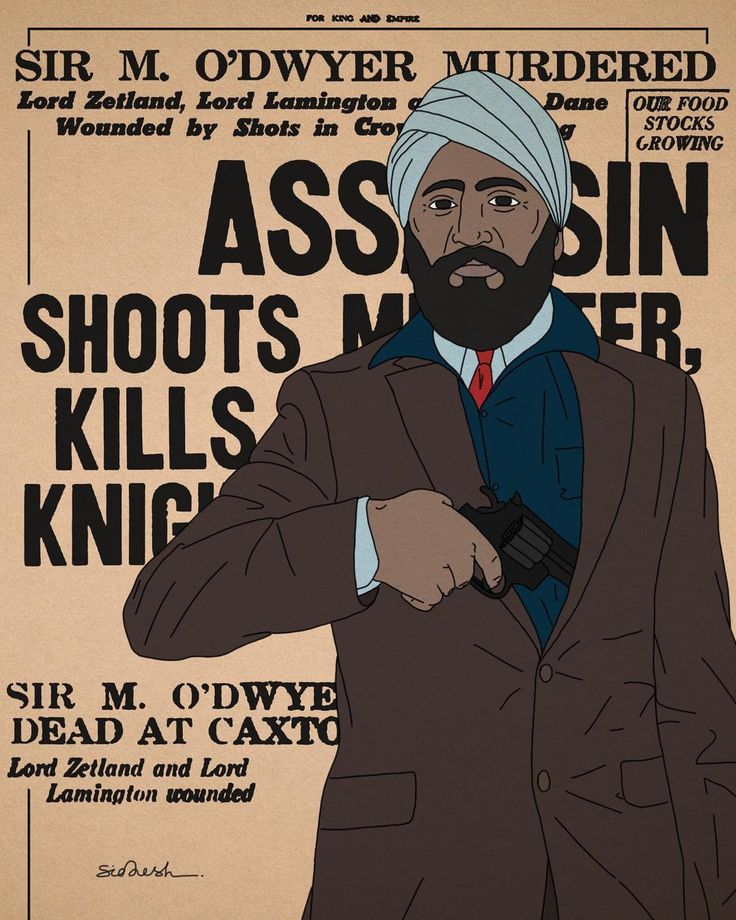 FOR KING AND EMPIRE
SIR M. O'DWYER MURDERED
Lord Zetland, Lord Lamington Dane
Wounded by Shots in
OUR FOOD
STOCKS
GROWING
ASS SIN
SHOOTS M ER,
KILLS
KNIG
SIR M. O'DWYE
DEAD AT CAXTO
Lord Zetland and Lord
Lamington wounded
Siddesh